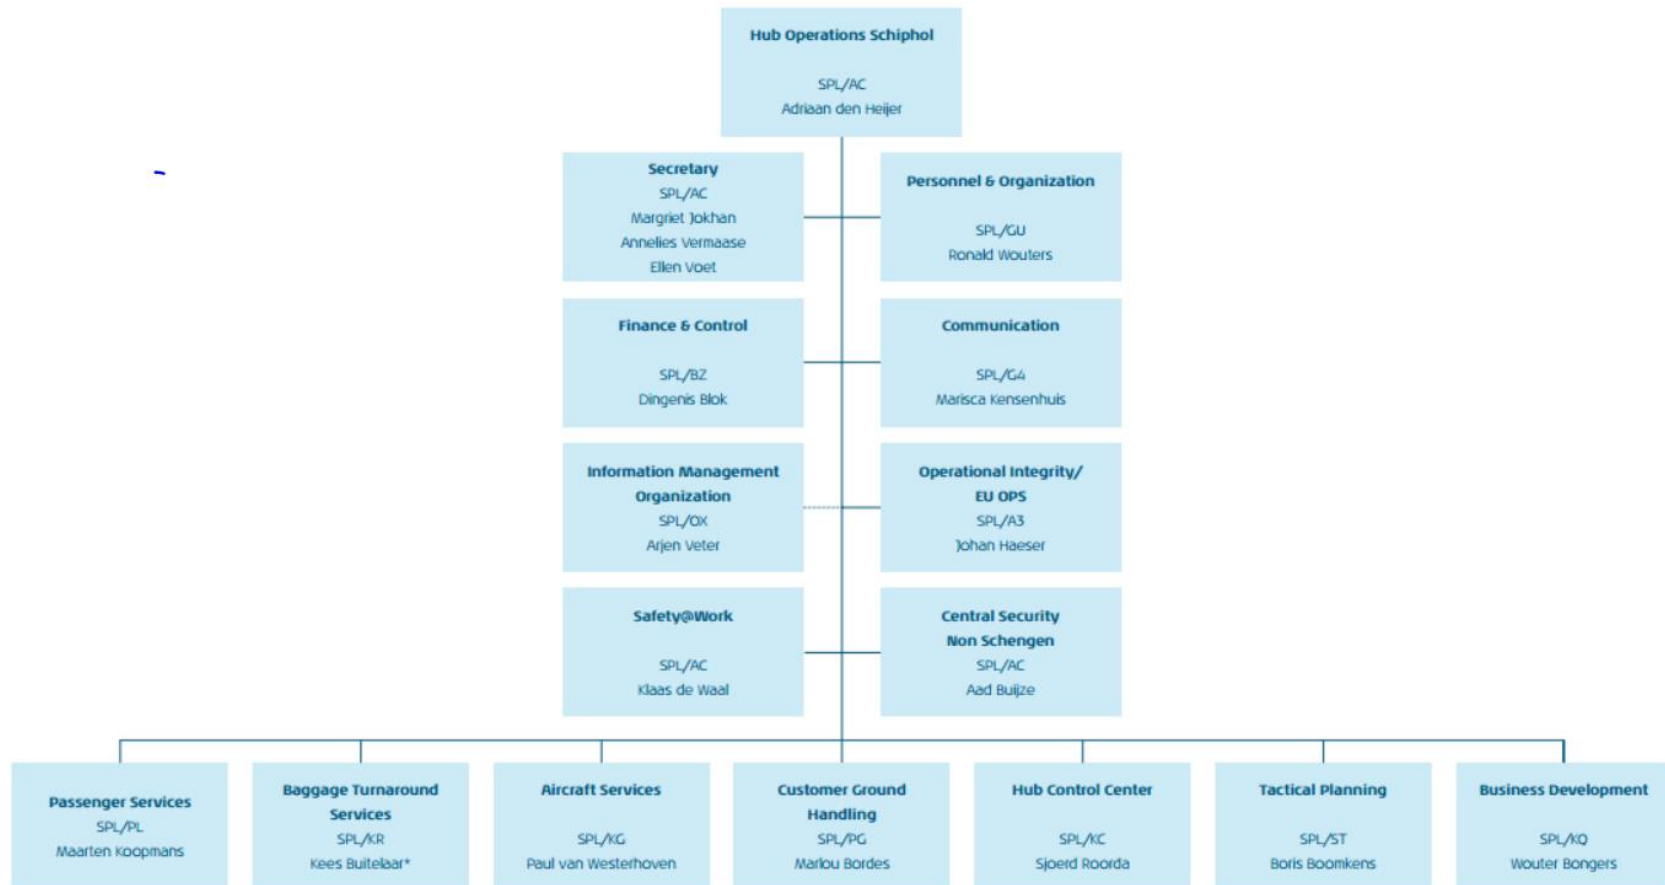 Hub Operations Schiphol
SPL/AC
Adriaan den Heijer
Secretary
SPL/AC
Margriet Jokhan
Annelies Vermaase
Ellen Voet
Personnel & Organization
SPL/GU
Ronald Wouters
Finance & Control
SPL/BZ
Dingenis Blok
Communication
SPL/G4
Marisca Kensenhuis
Information Management
Organization
SPL/OX
Arjen Veter
Operational Integrity/
EU OPS
SPL/A3
Johan Haeser
Safety@Work
SPL/AC
Klaas de Waal
Central Security
Non Schengen
SPL/AC
Aad Buijze
Passenger Services
SPL/PL
Maarten Koopmans
Baggage Turnaround
Services
SPL/KR
Kees Buitelaar*
Aircraft Services
SPL/KG
Paul van Westerhoven
Customer Ground
Handling
SPL/PG
Marlou Bordes
Hub Control Center
SPL/KC
Sjoerd Roorda
Tactical Planning
SPL/ST
Boris Boomkens
Business Development
SPL/KQ
Wouter Bongers